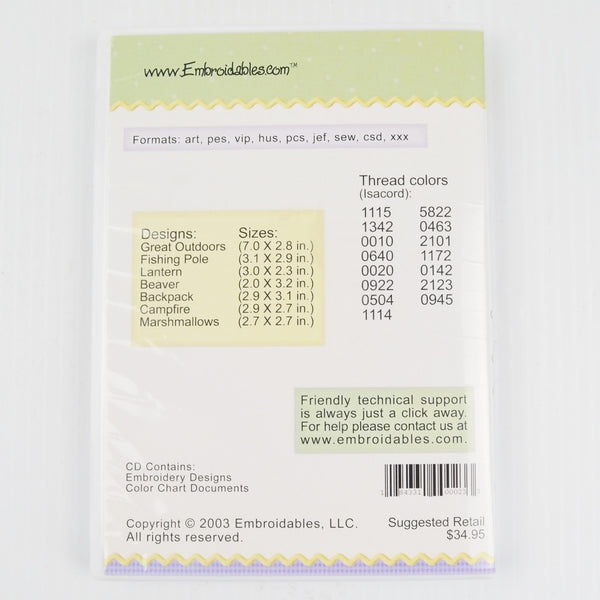 www.Embroidables.com™
Formats: art, pes, vip, hus, pcs, jef, sew, csd, xxx
Thread colors
(Isacord):
1115 5822
1342 0463
0010 2101
0640 1172
0020 0142
0922 2123
0504 0945
1114
Designs: Sizes:
Great Outdoors (7.0 X 2.8 in.)
Fishing Pole (3.1 X 2.9 in.)
Lantern (3.0 X 2.3 in.)
Beaver (2.0 X 3.2 in.)
Backpack (2.9 X 3.1 in.)
Campfire (2.9 X 2.7 in.)
Marshmallows (2.7 X 2.7 in.)
Friendly technical support
is always just a click away.
For help please contact us at
www.embroidables.com.
CD Contains:
Embroidery Designs
Color Chart Documents
Copyright © 2003 Embroidables, LLC.
All rights reserved.
Suggested Retail
$34.95